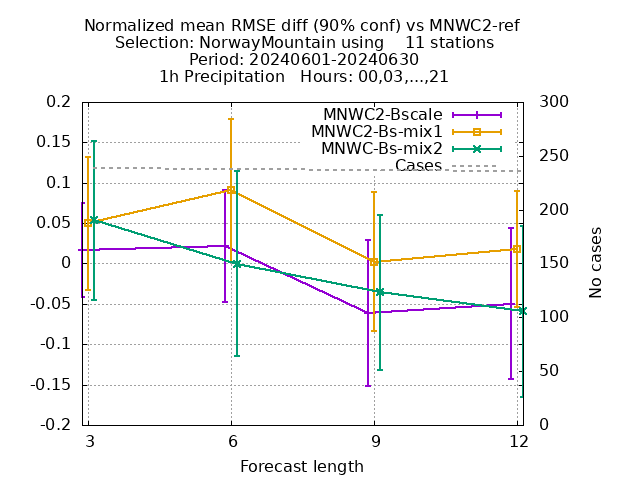 Normalized mean RMSE diff (90% conf) vs MNWC2-ref
Selection: NorwayMountain using    11 stations
Period: 20240601-20240630
1h Precipitation   Hours: 00,03,...,21
MNWC2-Bscale
MNWC2-Bs-mix1
MNWC-Bs-mix2
Cases
0.2
0.15
0.1
0.05
0
-0.05
-0.1
-0.15
-0.2
300
250
200
150
100
50
0
No cases
3 6 9 12
Forecast length